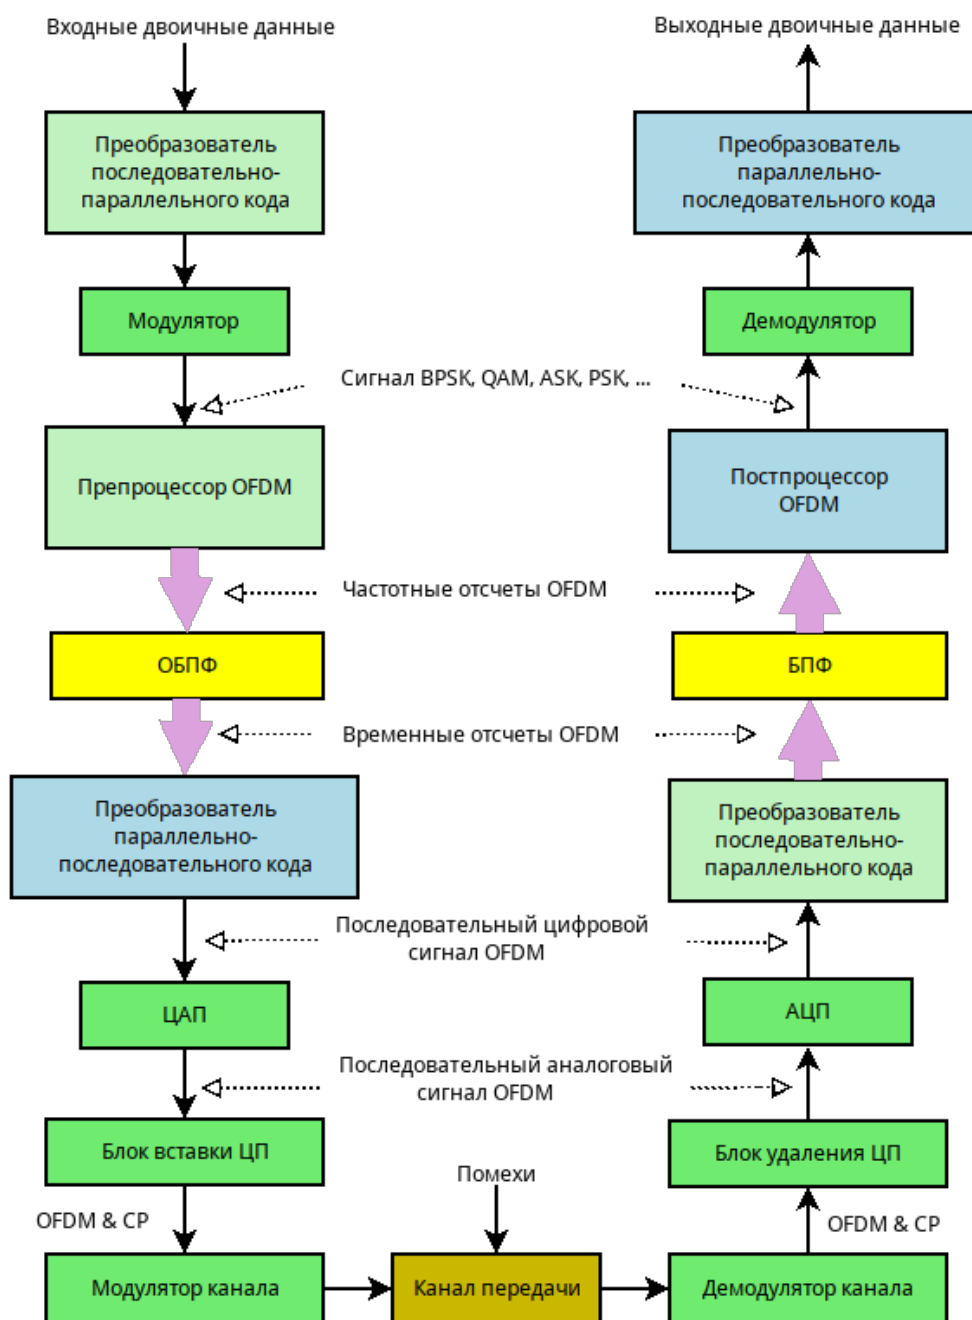 Входные двоичные данные
Выходные двоичные данные
Преобразователь
последовательно-
параллельного кода
Преобразователь
параллельно-
последовательного кода
Модулятор
Демодулятор
Сигнал BPSK, QAM, ASK, PSK, ...
Препроцессор OFDM
Постпроцессор
OFDM
Частотные отсчеты OFDM
ОБПФ
БПФ
Временные отсчеты OFDM
Преобразователь
параллельно-
последовательного кода
Преобразователь
последовательно-
параллельного кода
Последовательный цифровой
сигнал OFDM
ЦАП
АЦП
Последовательный аналоговый
сигнал OFDM
Блок вставки ЦП
Блок удаления ЦП
Помехи
OFDM & CP
OFDM & CP
Модулятор канала
Канал передачи
Демодулятор канала